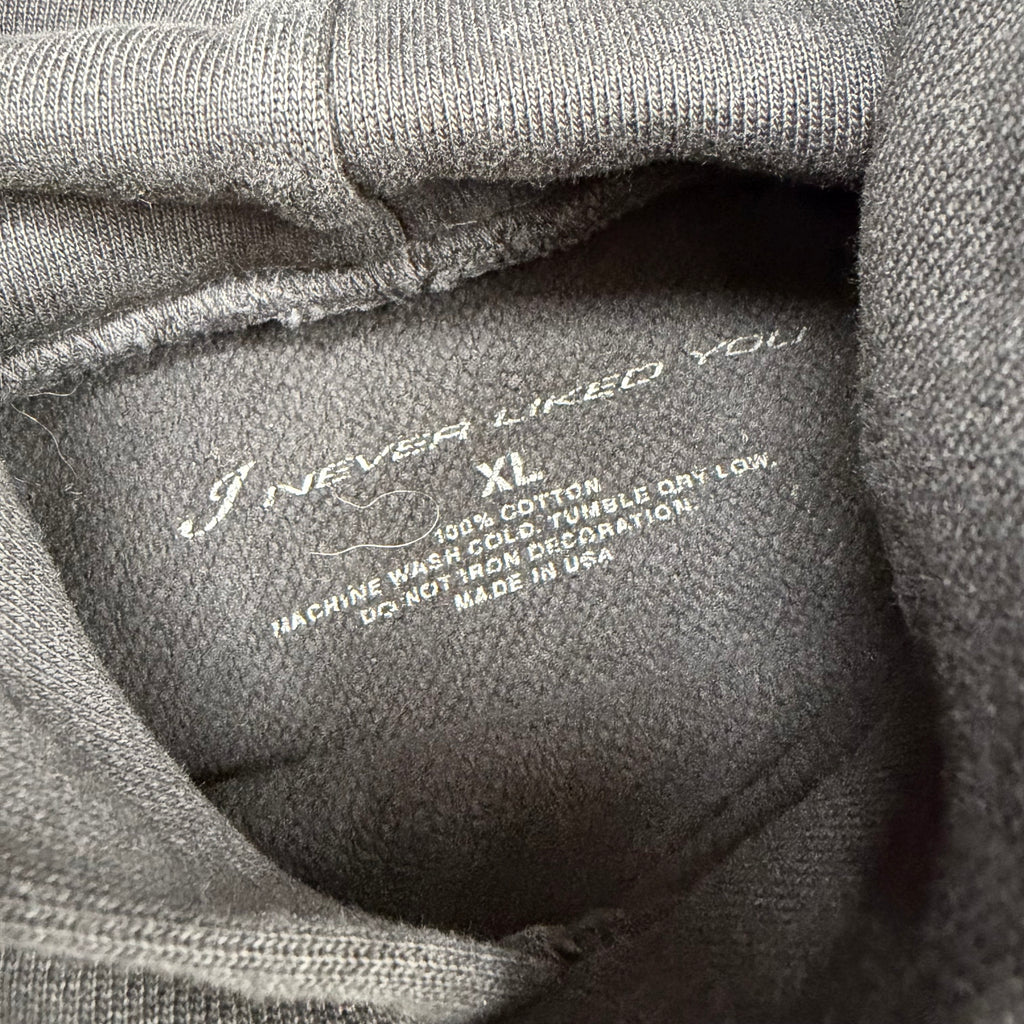 I NEVER LIKED YOU
XL
100% COTTON
MACHINE WASH COLD. TUMBLE DRY LOW.
DO NOT IRON DECORATION.
MADE IN USA